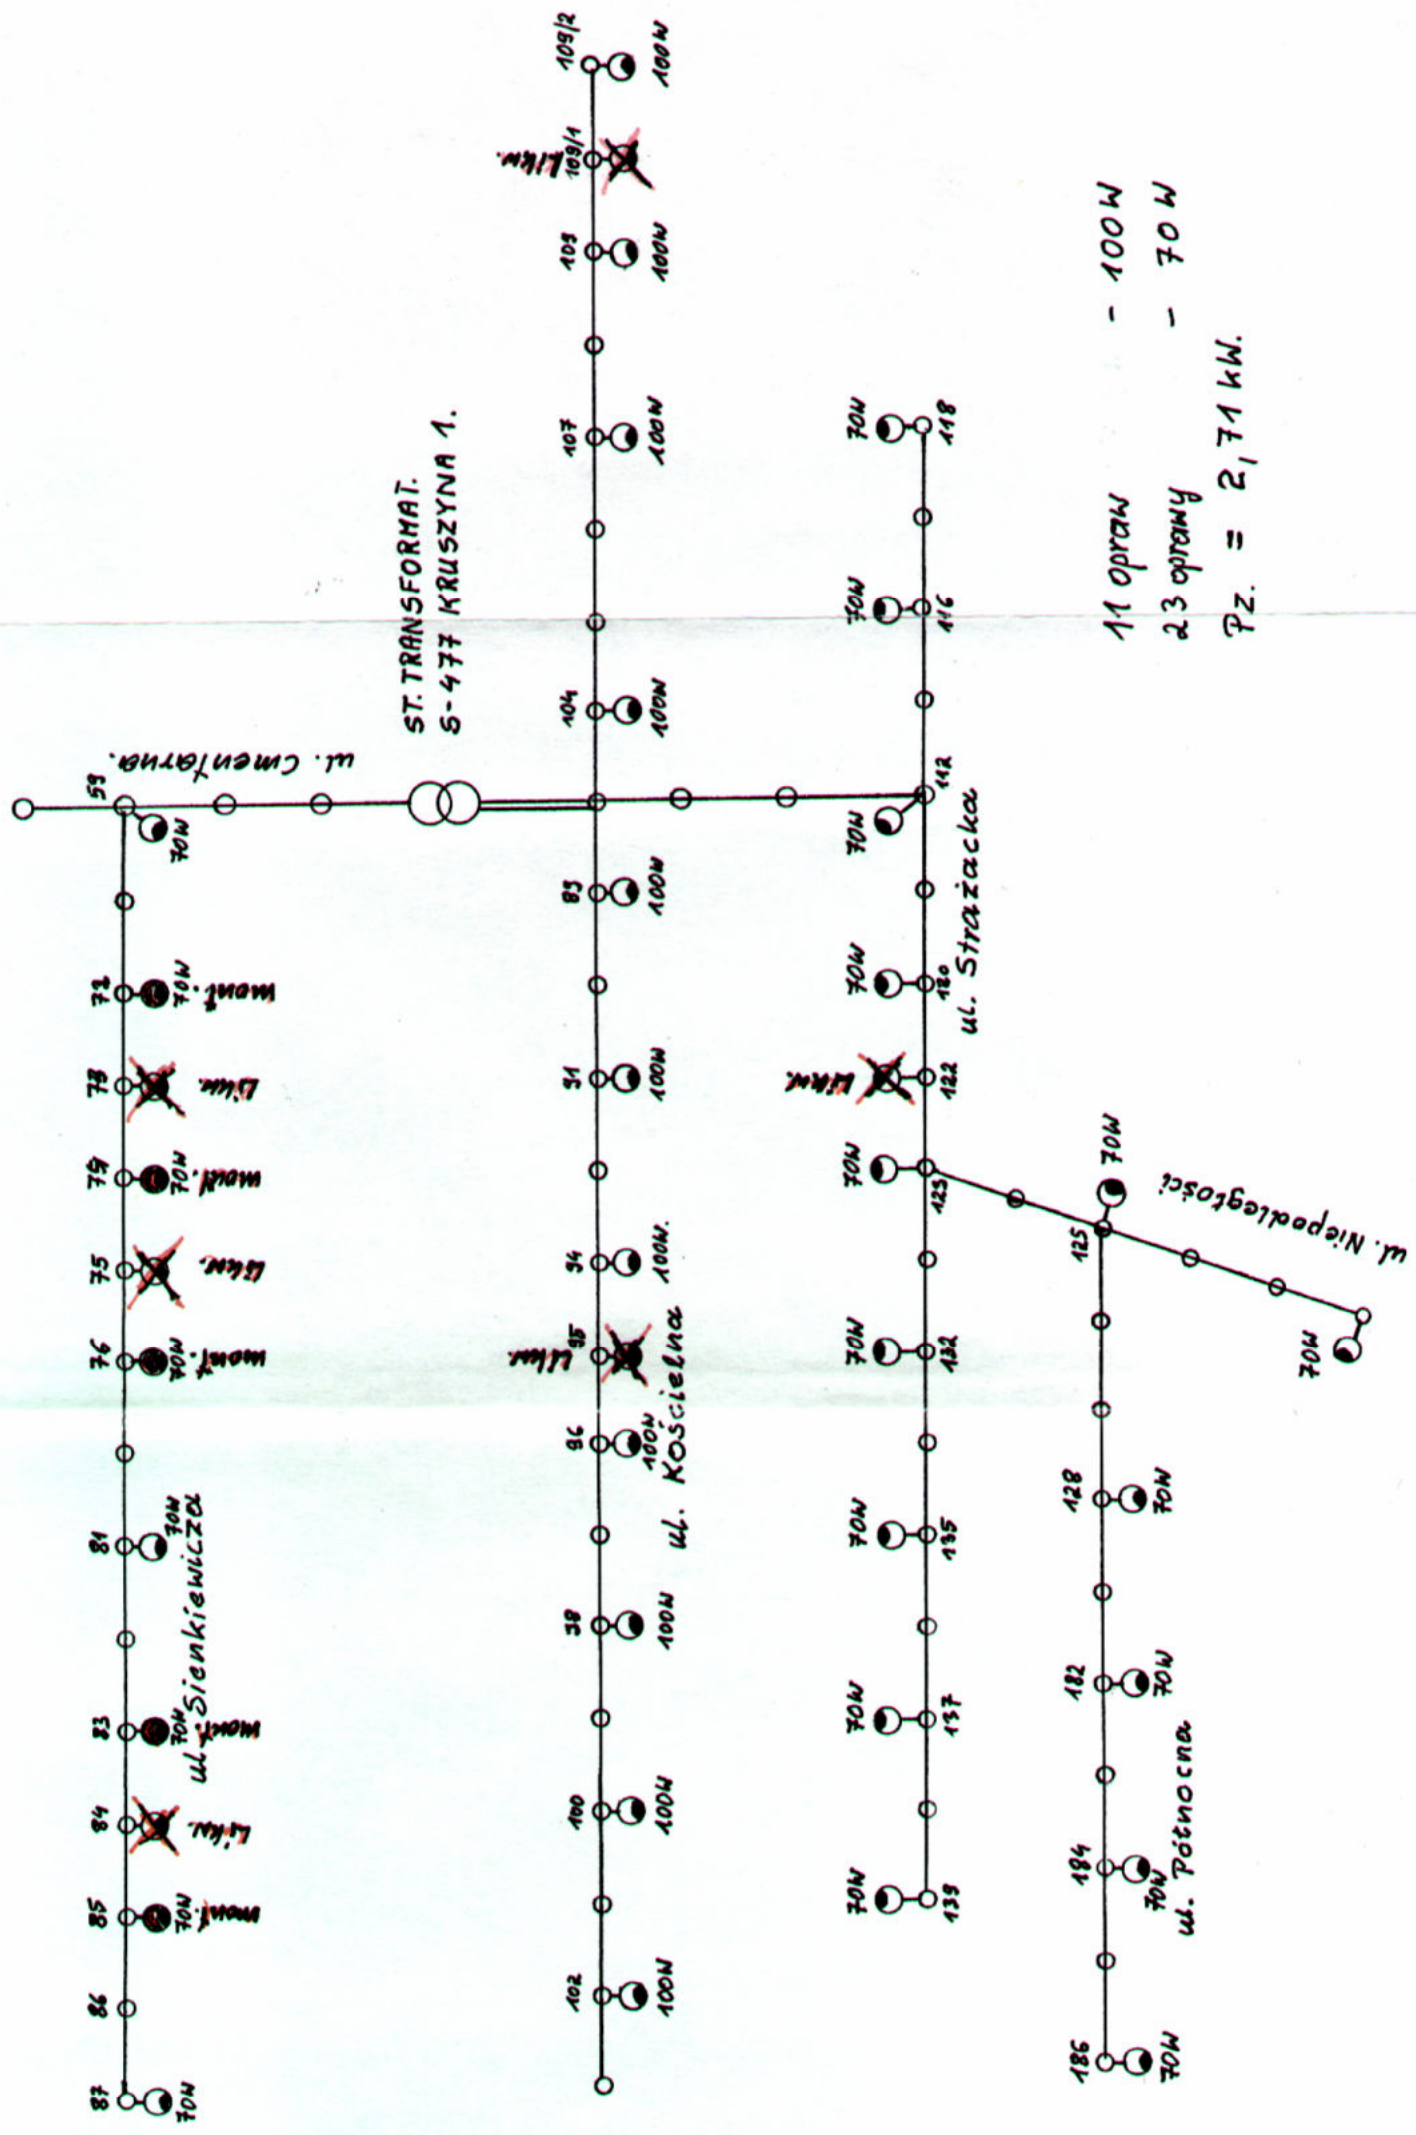 ST. TRANSFORMAT.
S-477 KRUSZYNA 1.
ul. Cmentarna.
59
70W
72
70W
mont.
73
Likw.
74
70W
mont.
75
Likw.
76
70W
mont.
81
70W
ul. Sienkiewicza
83
70W
mont.
84
Likw.
85
70W
mont.
86
87
70W
109/2
100W
109/1
Likw.
109
100W
107
100W
104
100W
89
100W
91
100W
94
100W.
95
Likw.
96
100W
ul. Kościelna
98
100W
100
100W
102
100W
70W
118
70W
116
70W
112
ul. Strażacka
70W
120
Likw.
122
70W
123
70W
132
70W
135
70W
137
70W
139
125
70W
ul. Niepodległości
70W
128
70W
182
70W
184
70W
ul. Północna
186
70W
11 opraw - 100W
23 oprawy - 70 W
Pz. = 2,71 kW.